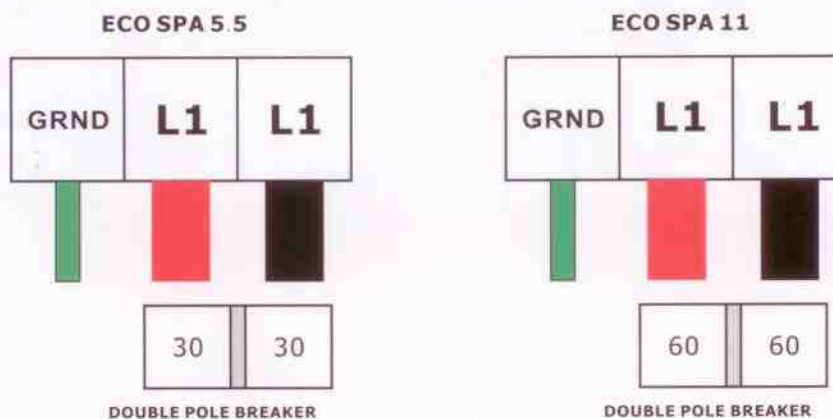 ECO SPA 5.5
GRND L1 L1
30 30
DOUBLE POLE BREAKER
ECO SPA 11
GRND L1 L1
60 60
DOUBLE POLE BREAKER